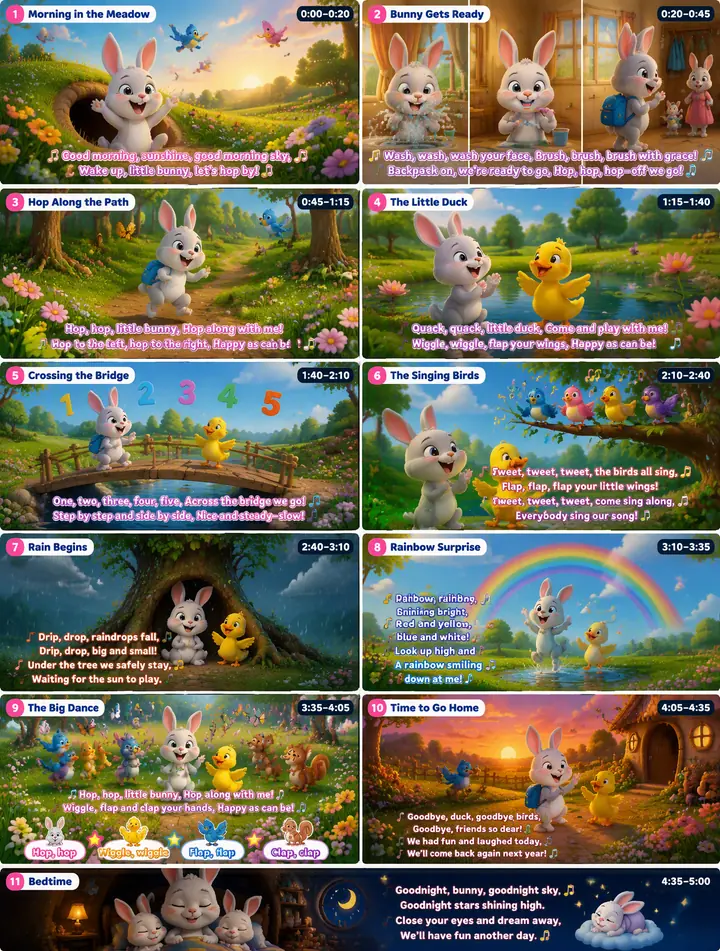 1 Morning in the Meadow 0:00–0:20
🎵 Good morning, sunshine, good morning sky, 🎵
🎵 Wake up, little bunny, let's hop by! 🎵
2 Bunny Gets Ready 0:20–0:45
🎵 Wash, wash, wash your face, Brush, brush, brush with grace! 🎵
Backpack on, we're ready to go, Hop, hop, hop—off we go! 🎵
3 Hop Along the Path 0:45–1:15
Hop, hop, little bunny, Hop along with me!
🎵 Hop to the left, hop to the right, Happy as can be! 🎵
4 The Little Duck 1:15–1:40
Quack, quack, little duck, Come and play with me! 🎵
Wiggle, wiggle, flap your wings, Happy as can be! 🎵
5 Crossing the Bridge 1:40–2:10
1 2 3 4 5
One, two, three, four, five, Across the bridge we go! 🎵
Step by step and side by side, Nice and steady—slow! 🎵
6 The Singing Birds 2:10–2:40
Tweet, tweet, tweet, the birds all sing, 🎵
Flap, flap, flap your little wings!
Tweet, tweet, tweet, come sing along, 🎵
Everybody sing our song! 🎵
7 Rain Begins 2:40–3:10
🎵 Drip, drop, raindrops fall, 🎵
Drip, drop, big and small!
🎵 Under the tree we safely stay, 🎵
Waiting for the sun to play.
8 Rainbow Surprise 3:10–3:35
bright,
🎵 Red and yellow,
blue and white! 🎵
Look up high and
A rainbow smiling 🎵
down at me! 🎵
9 The Big Dance 3:35–4:05
🎵 Hop, hop, little bunny, Hop along with me! 🎵
Wiggle, flap and clap your hands, Happy as can be! 🎵
Hop, hop
Wiggle, wiggle
Flap, flap
Clap, clap
10 Time to Go Home 4:05–4:35
🎵 Goodbye, duck, goodbye birds,
Goodbye, friends so dear! 🎵
🎵 We had fun and laughed today, 🎵
🎵 We'll come back again next year! 🎵
11 Bedtime 4:35–5:00
Goodnight, bunny, goodnight sky, 🎵
Goodnight stars shining high.
Close your eyes and dream away,
We'll have fun another day. 🎵